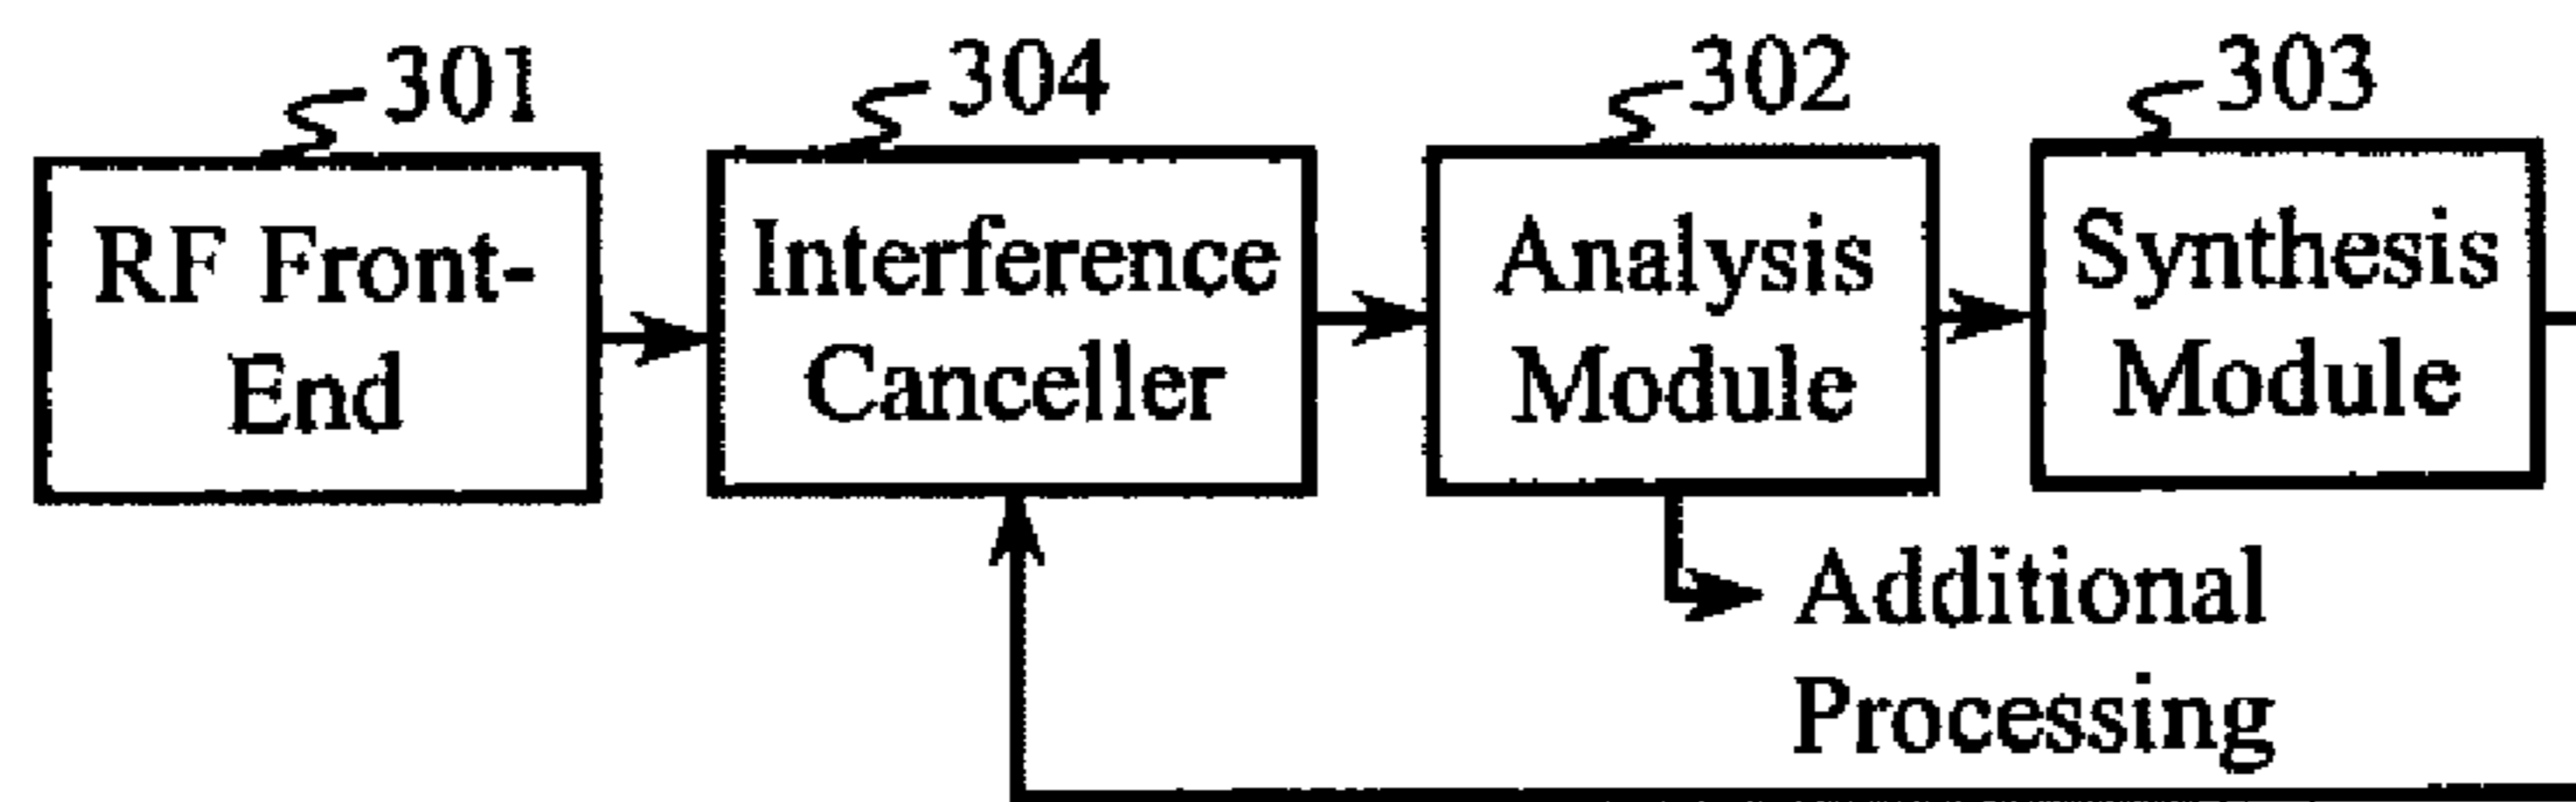 301
304
302
303
RF Front-
End
Interference
Canceller
Analysis
Module
Synthesis
Module
Additional
Processing